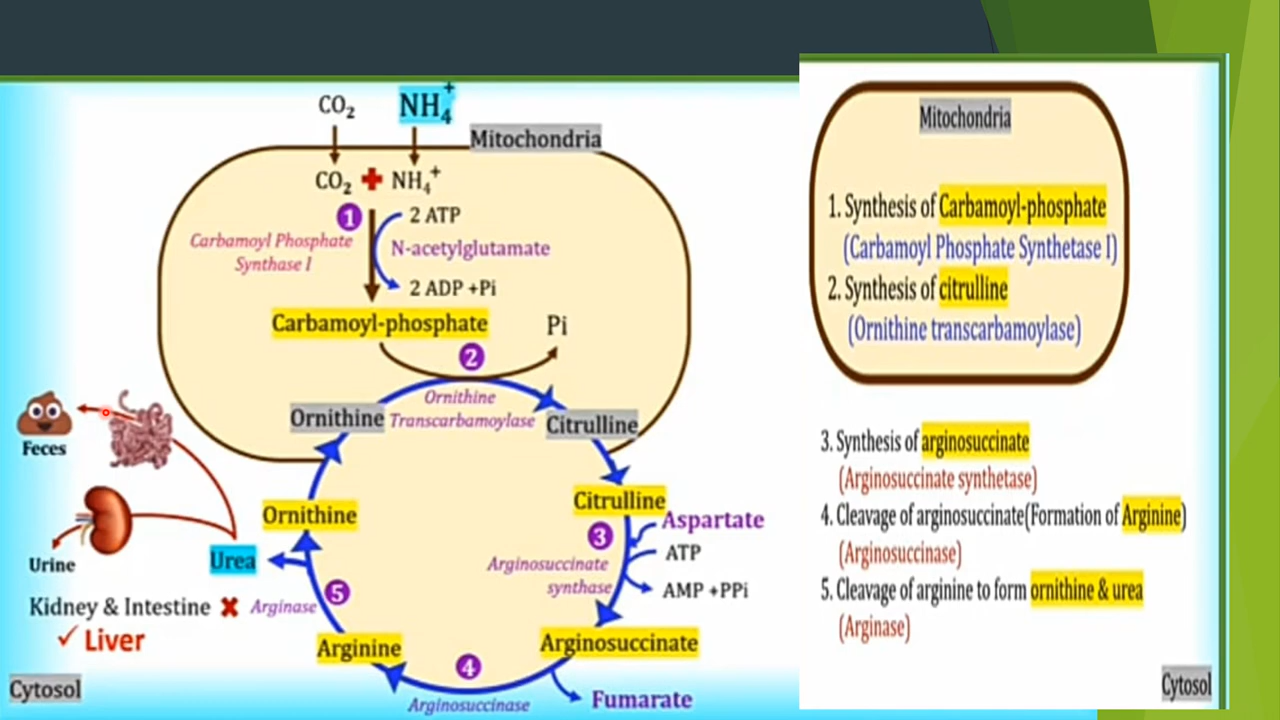 CO₂ NH₄⁺
Mitochondria
CO₂ + NH₄⁺
1
2 ATP
Carbamoyl Phosphate
Synthase I
N-acetylglutamate
2 ADP +Pi
Carbamoyl-phosphate
Pi
2
Ornithine
Transcarbamoylase
Ornithine
Citrulline
Citrulline
3
Aspartate
ATP
Arginosuccinate
synthase
AMP +PPi
Arginosuccinate
4
Arginosuccinase
Fumarate
Arginine
5
Arginase
Ornithine
Urea
Feces
Urine
Kidney & Intestine ✖
✓ Liver
Cytosol
Mitochondria
1. Synthesis of Carbamoyl-phosphate
(Carbamoyl Phosphate Synthetase I)
2. Synthesis of citrulline
(Ornithine transcarbamoylase)
3. Synthesis of arginosuccinate
(Arginosuccinate synthetase)
4. Cleavage of arginosuccinate(Formation of Arginine)
(Arginosuccinase)
5. Cleavage of arginine to form ornithine & urea
(Arginase)
Cytosol